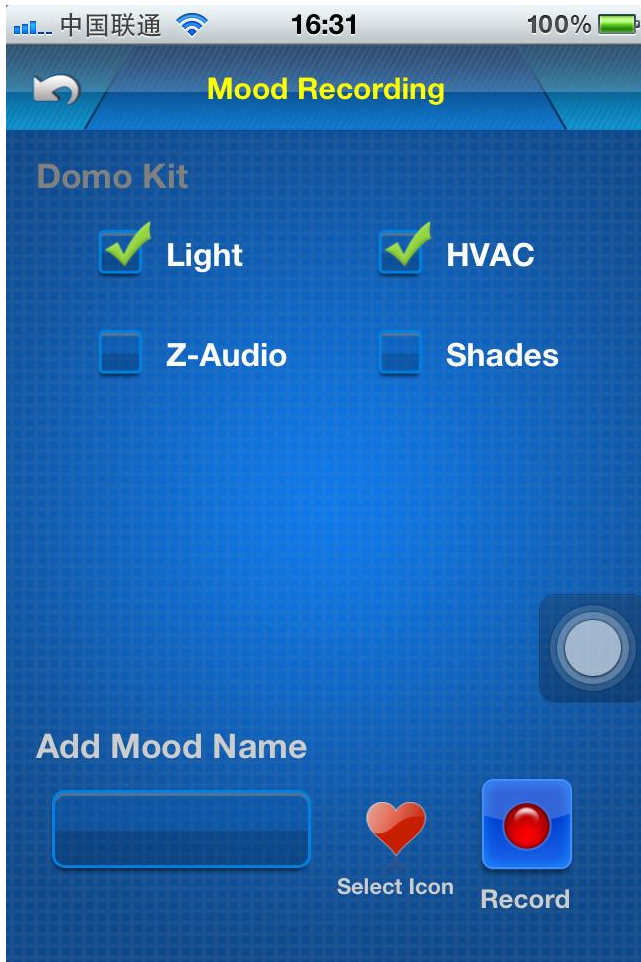 中国联通 16:31 100%
Mood Recording
Domo Kit
Light HVAC
Z-Audio Shades
Add Mood Name
Select Icon Record